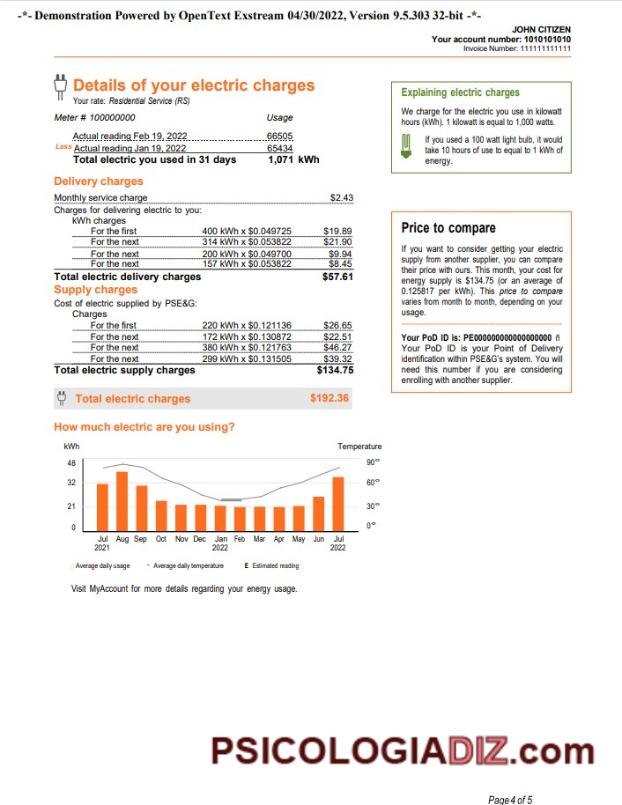 -*- Demonstration Powered by OpenText Exstream 04/30/2022, Version 9.5.303 32-bit -*-
JOHN CITIZEN
Your account number: 1010101010
Invoice Number: 111111111111
Details of your electric charges
Your rate: Residential Service (RS)
Meter # 100000000 Usage
Actual reading Feb 19, 2022 66505
Less Actual reading Jan 19, 2022 65434
Total electric you used in 31 days 1,071 kWh
Delivery charges
Monthly service charge $2.43
Charges for delivering electric to you:
kWh charges
For the first 400 kWh x $0.049725 $19.89
For the next 314 kWh x $0.053822 $21.90
For the next 200 kWh x $0.049700 $9.94
For the next 157 kWh x $0.053822 $8.45
Total electric delivery charges $57.61
Supply charges
Cost of electric supplied by PSE&G:
Charges
For the first 220 kWh x $0.121136 $26.65
For the next 172 kWh x $0.130872 $22.51
For the next 380 kWh x $0.121763 $46.27
For the next 299 kWh x $0.131505 $39.32
Total electric supply charges $134.75
Total electric charges $192.36
Explaining electric charges
We charge for the electric you use in kilowatt
hours (kWh). 1 kilowatt is equal to 1,000 watts.
If you used a 100 watt light bulb, it would
take 10 hours of use to equal to 1 kWh of
energy.
Price to compare
If you want to consider getting your electric
supply from another supplier, you can compare
their price with ours. This month, your cost for
energy supply is $134.75 (or an average of
0.125817 per kWh). This price to compare
varies from month to month, depending on your
usage.
Your PoD ID is: PE000000000000000000
Your PoD ID is your Point of Delivery
identification within PSE&G's system. You will
need this number if you are considering
enrolling with another supplier.
How much electric are you using?
kWh Temperature
48 90°
32 60°
21 30°
0 0°
Jul Aug Sep Oct Nov Dec Jan Feb Mar Apr May Jun Jul
2021 2022 2022
Average daily usage - Average daily temperature E Estimated reading
Visit MyAccount for more details regarding your energy usage.
PSICOLOGIADIZ.com
Page 4 of 5